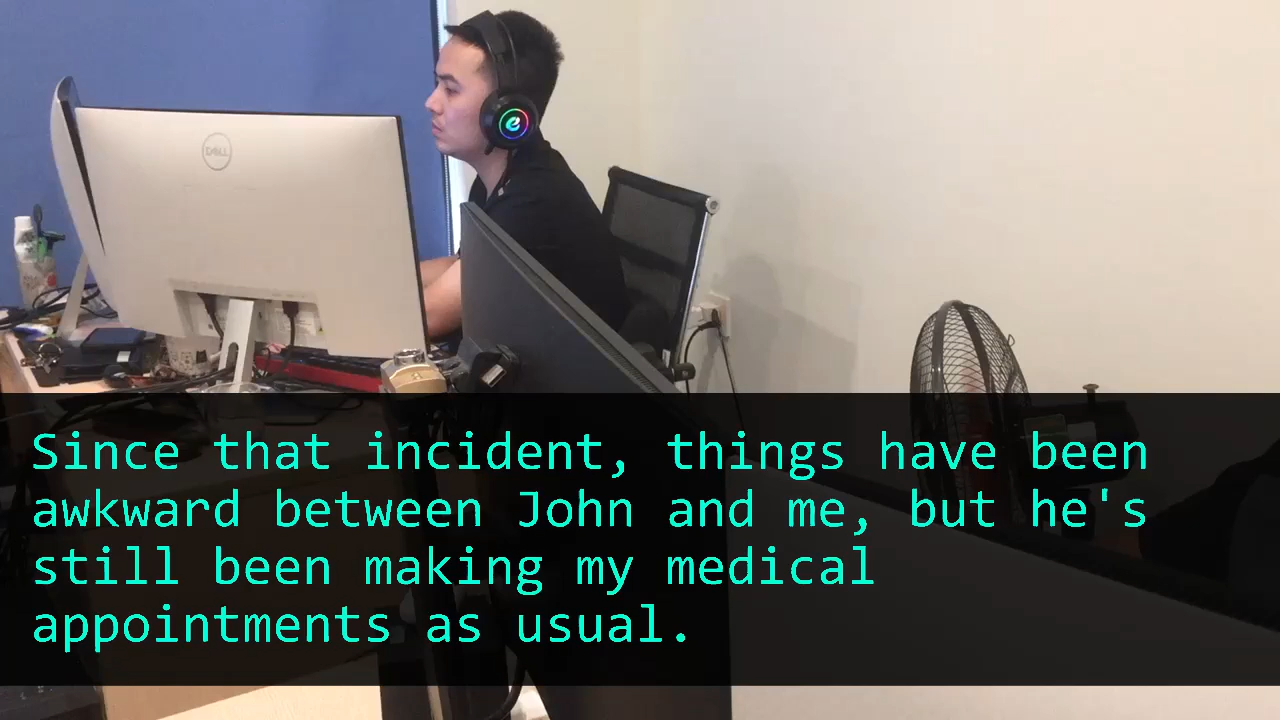 DELL
Since that incident, things have been
awkward between John and me, but he's
still been making my medical
appointments as usual.